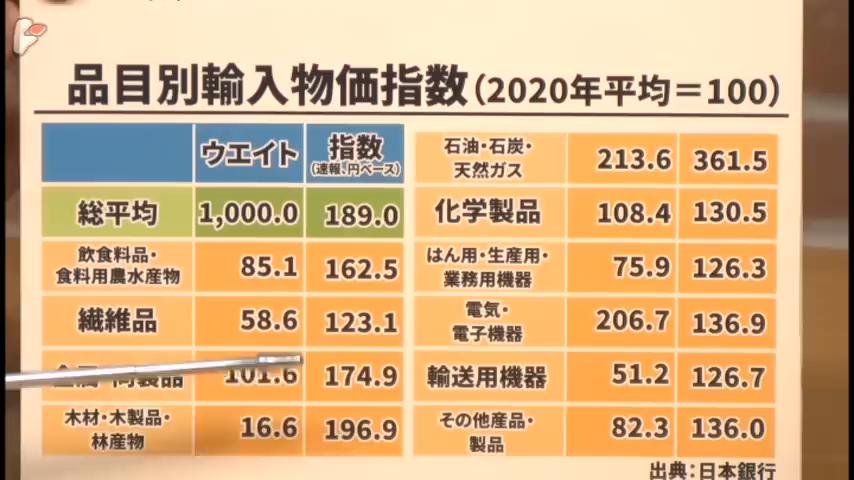 品目別輸入物価指数(2020年平均=100)
ウエイト 指数
(速報、円ベース)
総平均 1,000.0 189.0
飲食料品・
食料用農水産物 85.1 162.5
繊維品 58.6 123.1
金属・同製品 101.6 174.9
木材・木製品・
林産物 16.6 196.9
石油・石炭・
天然ガス 213.6 361.5
化学製品 108.4 130.5
はん用・生産用・
業務用機器 75.9 126.3
電気・
電子機器 206.7 136.9
輸送用機器 51.2 126.7
その他産品・
製品 82.3 136.0
出典:日本銀行